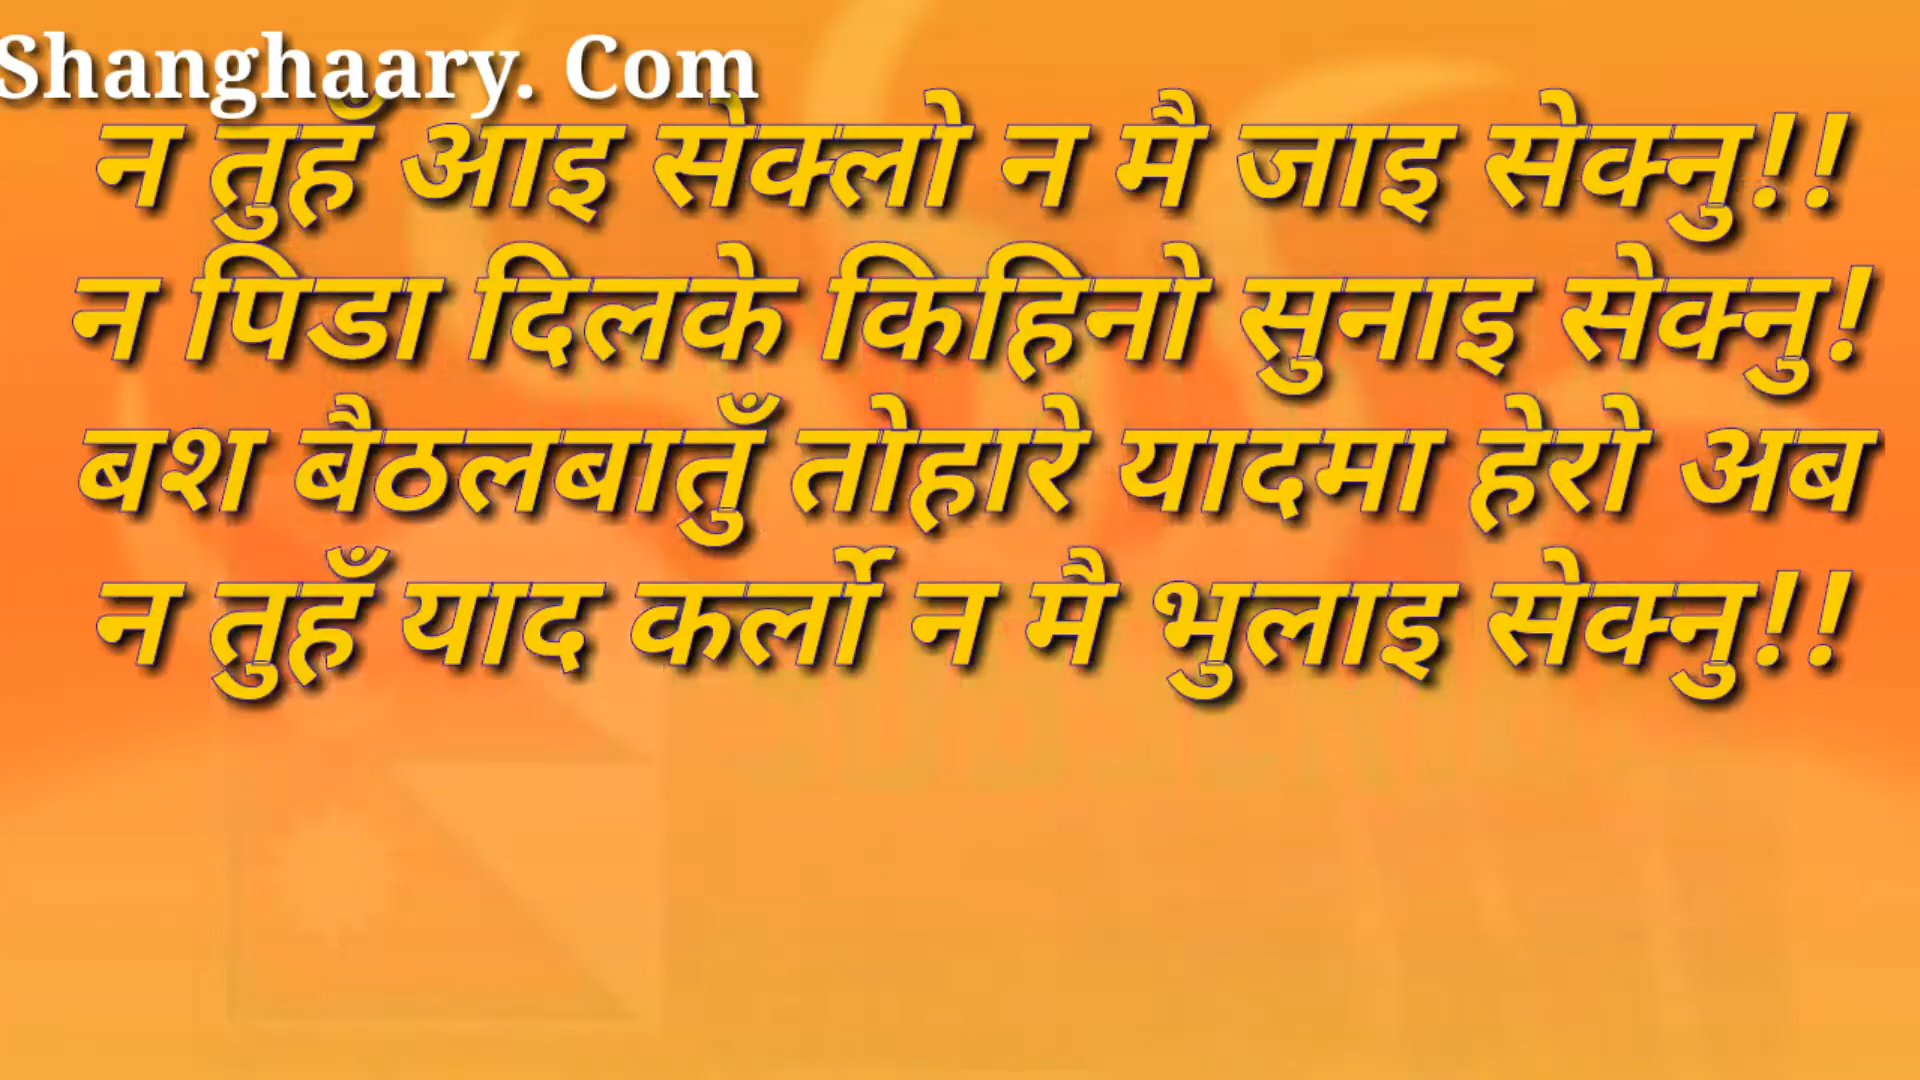 Shanghaary. Com
न तुहँ आइ सेक्लो न मै जाइ सेक्नु!!
न पिडा दिलके किहिनो सुनाइ सेक्नु!
बश बैठलबातुँ तोहारे यादमा हेरो अब
न तुहँ याद कर्लो न मै भुलाइ सेक्नु!!